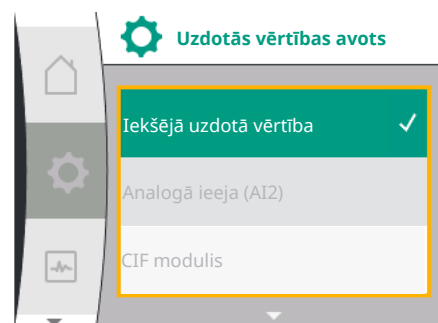 Uzdotās vērtības avots
Iekšējā uzdotā vērtība
Analogā ieeja (AI2)
CIF modulis